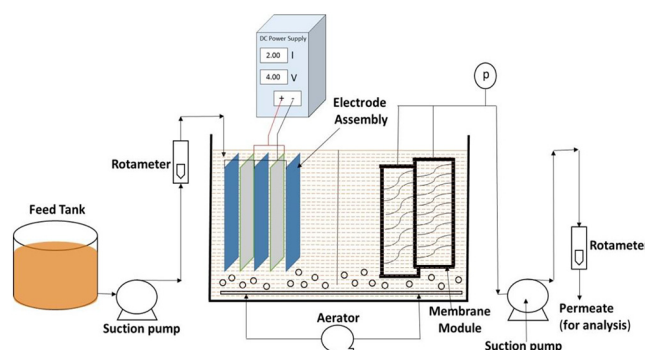 DC Power Supply
2.00 I
4.00 V
+ -
Electrode
Assembly
p
Rotameter
Feed Tank
Suction pump
Aerator
Membrane
Module
Rotameter
Permeate
(for analysis)
Suction pump